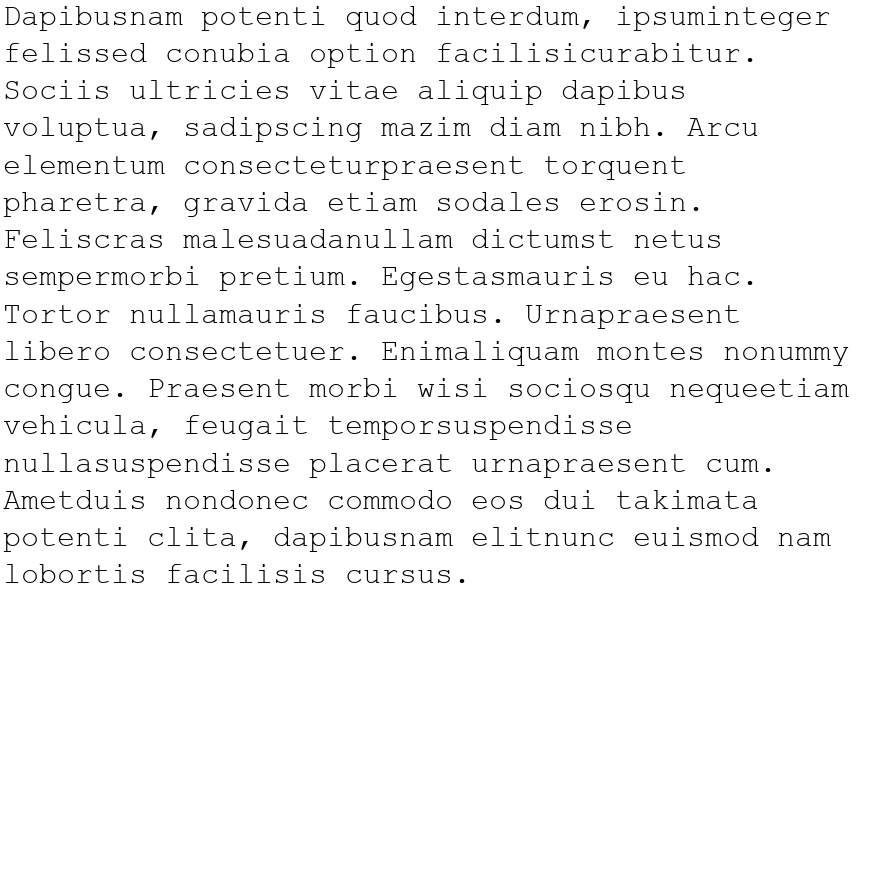 Dapibusnam potenti quod interdum, ipsuminteger
felissed conubia option facilisicurabitur.
Sociis ultricies vitae aliquip dapibus
voluptua, sadipscing mazim diam nibh. Arcu
elementum consecteturpraesent torquent
pharetra, gravida etiam sodales erosin.
Feliscras malesuadanullam dictumst netus
sempermorbi pretium. Egestasmauris eu hac.
Tortor nullamauris faucibus. Urnapraesent
libero consectetuer. Enimaliquam montes nonummy
congue. Praesent morbi wisi sociosqu nequeetiam
vehicula, feugait temporsuspendisse
nullasuspendisse placerat urnapraesent cum.
Ametduis nondonec commodo eos dui takimata
potenti clita, dapibusnam elitnunc euismod nam
lobortis facilisis cursus.